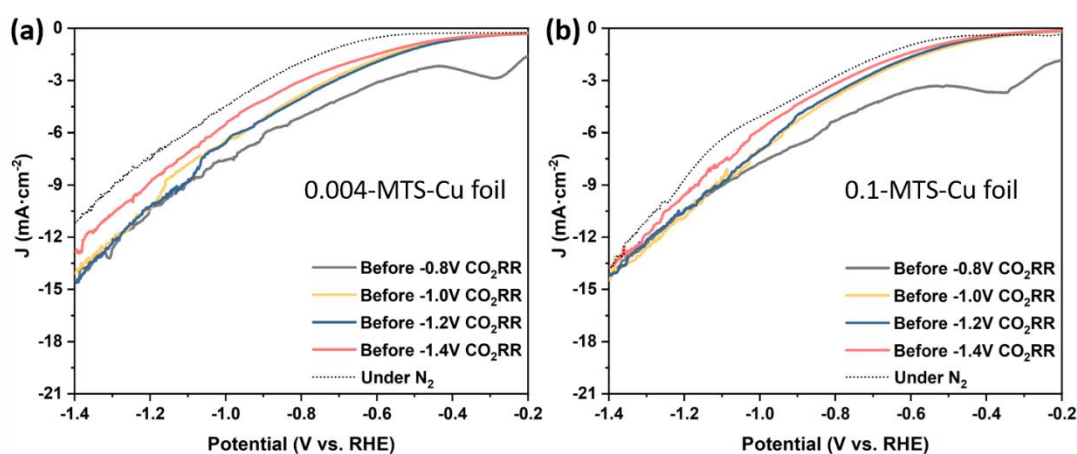 (a)
0
-3
-6
-9
-12
-15
-18
-21
J (mA·cm-2)
0.004-MTS-Cu foil
Before -0.8V CO2RR
Before -1.0V CO2RR
Before -1.2V CO2RR
Before -1.4V CO2RR
Under N2
-1.4 -1.2 -1.0 -0.8 -0.6 -0.4 -0.2
Potential (V vs. RHE)
(b)
0
-3
-6
-9
-12
-15
-18
-21
J (mA·cm-2)
0.1-MTS-Cu foil
Before -0.8V CO2RR
Before -1.0V CO2RR
Before -1.2V CO2RR
Before -1.4V CO2RR
Under N2
-1.4 -1.2 -1.0 -0.8 -0.6 -0.4 -0.2
Potential (V vs. RHE)